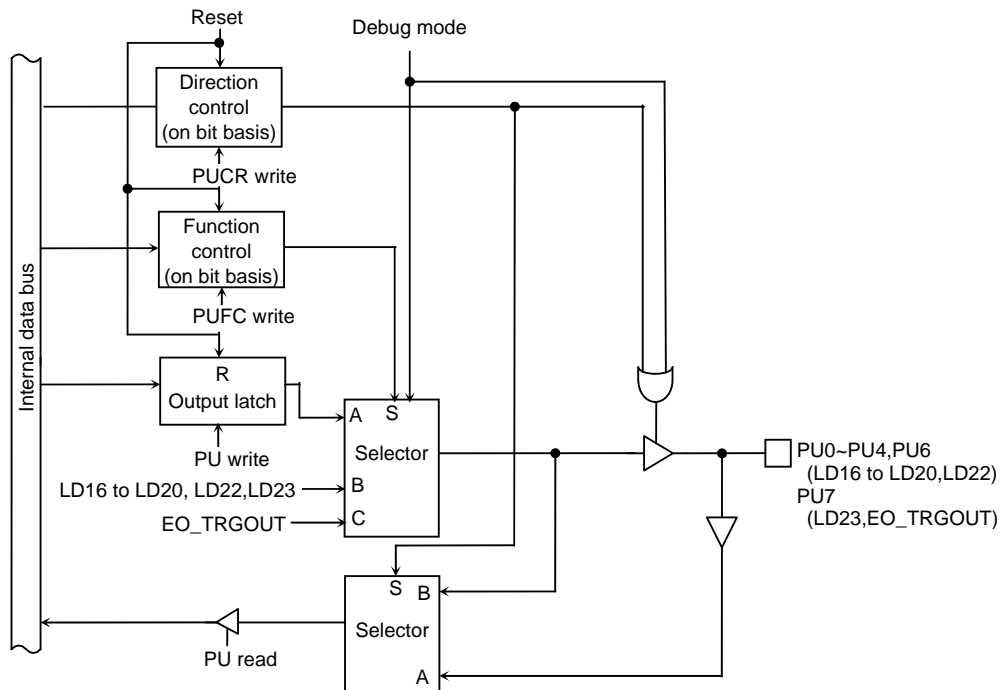 Reset
Debug mode
Direction
control
(on bit basis)
PUCR write
Function
control
(on bit basis)
PUFC write
Internal data bus
R
Output latch
PU write
A
S
Selector
B
C
LD16 to LD20, LD22,LD23
EO_TRGOUT
PU0~PU4,PU6
(LD16 to LD20,LD22)
PU7
(LD23,EO_TRGOUT)
S
B
Selector
A
PU read